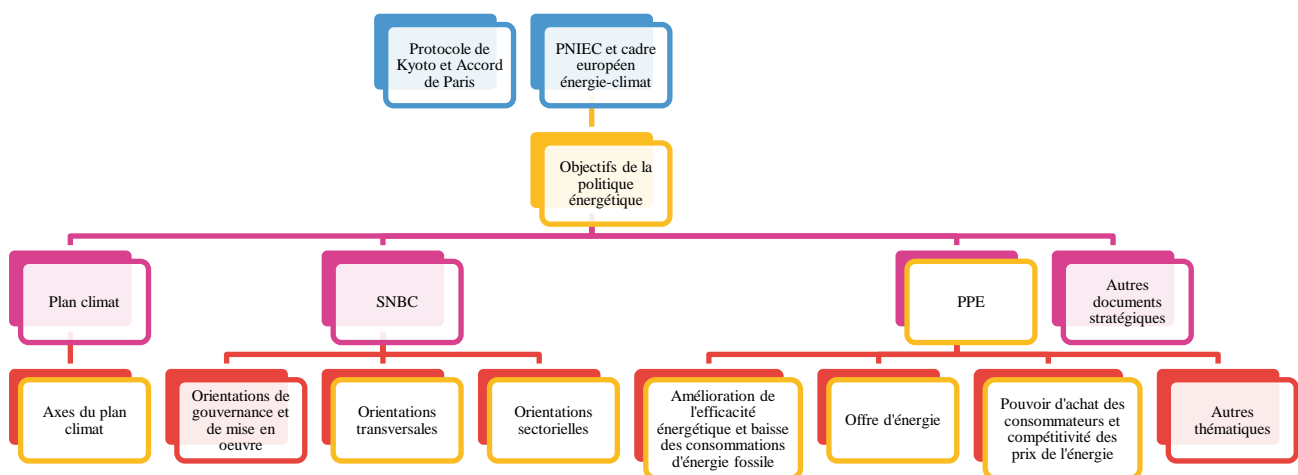 Protocole de
Kyoto et Accord
de Paris
PNIEC et cadre
européen
énergie-climat
Objectifs de la
politique
énergétique
Plan climat
SNBC
PPE
Autres
documents
stratégiques
Axes du plan
climat
Orientations de
gouvernance et
de mise en
oeuvre
Orientations
transversales
Orientations
sectorielles
Amélioration de
l'efficacité
énergétique et baisse
des consommations
d'énergie fossile
Offre d'énergie
Pouvoir d'achat des
consommateurs et
compétitivité des
prix de l'énergie
Autres
thématiques